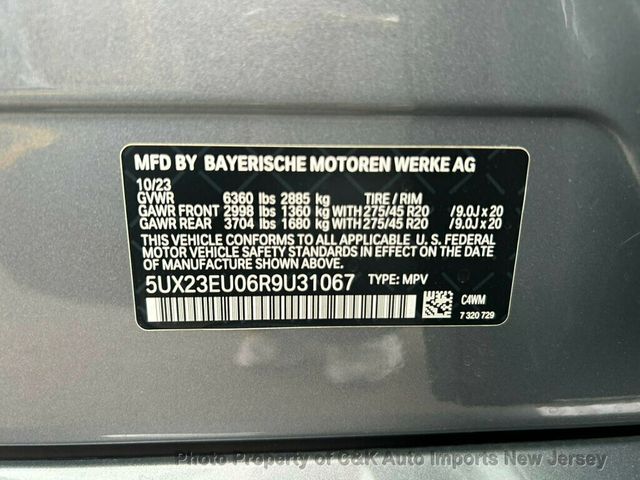 MFD BY BAYERISCHE MOTOREN WERKE AG
10/23
GVWR 6360 lbs 2885 kg TIRE / RIM
GAWR FRONT 2998 lbs 1360 kg WITH 275/45 R20 / 9.0J x 20
GAWR REAR 3704 lbs 1680 kg WITH 275/45 R20 / 9.0J x 20
THIS VEHICLE CONFORMS TO ALL APPLICABLE U. S. FEDERAL
MOTOR VEHICLE SAFETY STANDARDS IN EFFECT ON THE DATE
OF MANUFACTURE SHOWN ABOVE.
5UX23EU06R9U31067 TYPE: MPV
C4WM
7 320 729
Photo Property of C&K Auto Imports New Jersey